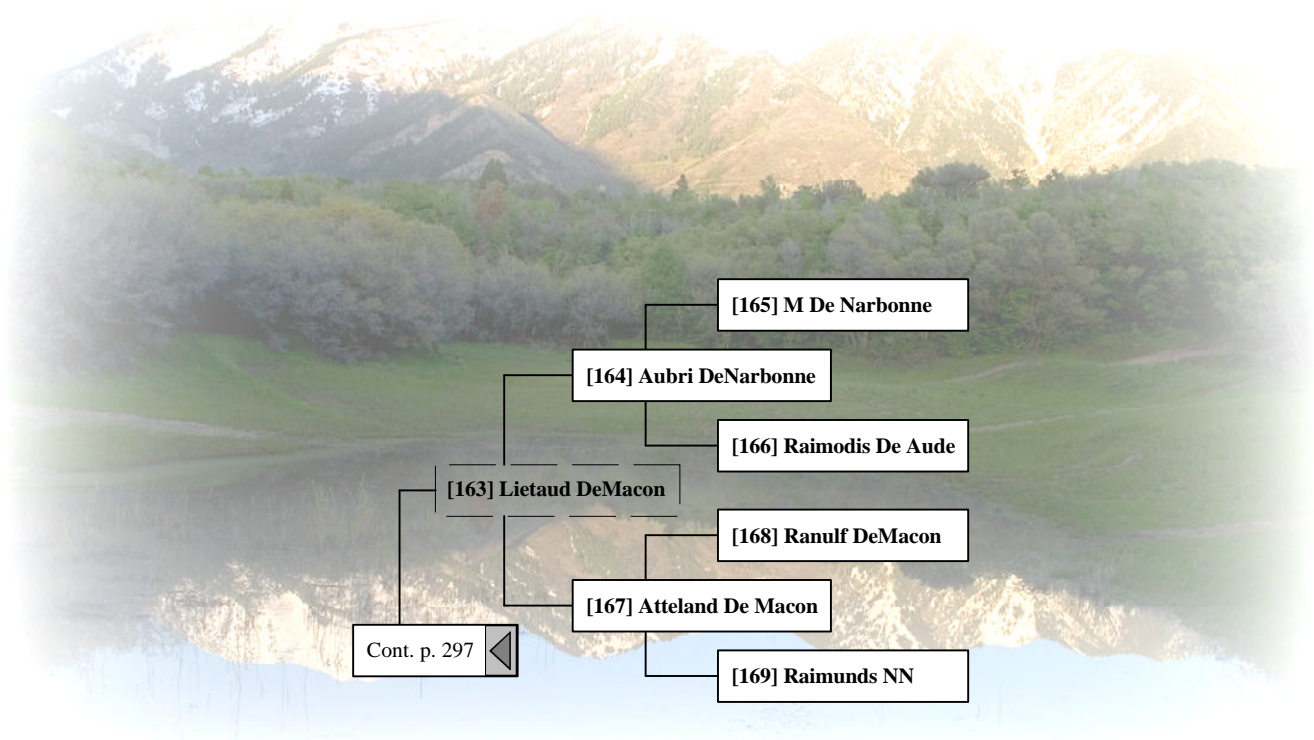 [165] M De Narbonne
[164] Aubri DeNarbonne
[166] Raimodis De Aude
[163] Lietaud DeMacon
[168] Ranulf DeMacon
[167] Atteland De Macon
Cont. p. 297
[169] Raimunds NN